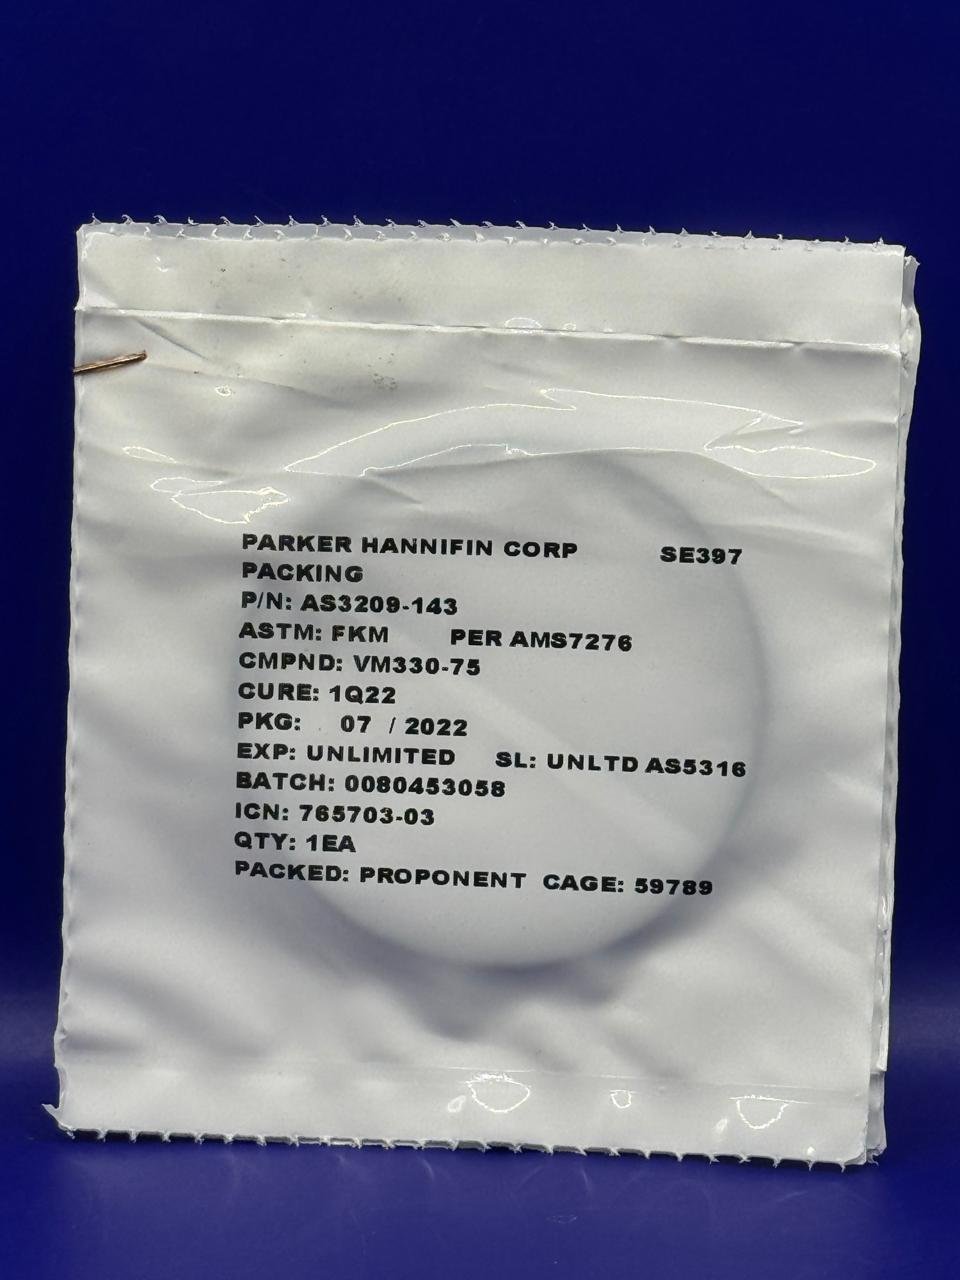 PARKER HANNIFIN CORP SE397
PACKING
P/N: AS3209-143
ASTM: FKM PER AMS7276
CMPND: VM330-75
CURE: 1Q22
PKG: 07 / 2022
EXP: UNLIMITED SL: UNLTD AS5316
BATCH: 0080453058
ICN: 765703-03
QTY: 1EA
PACKED: PROPONENT CAGE: 59789